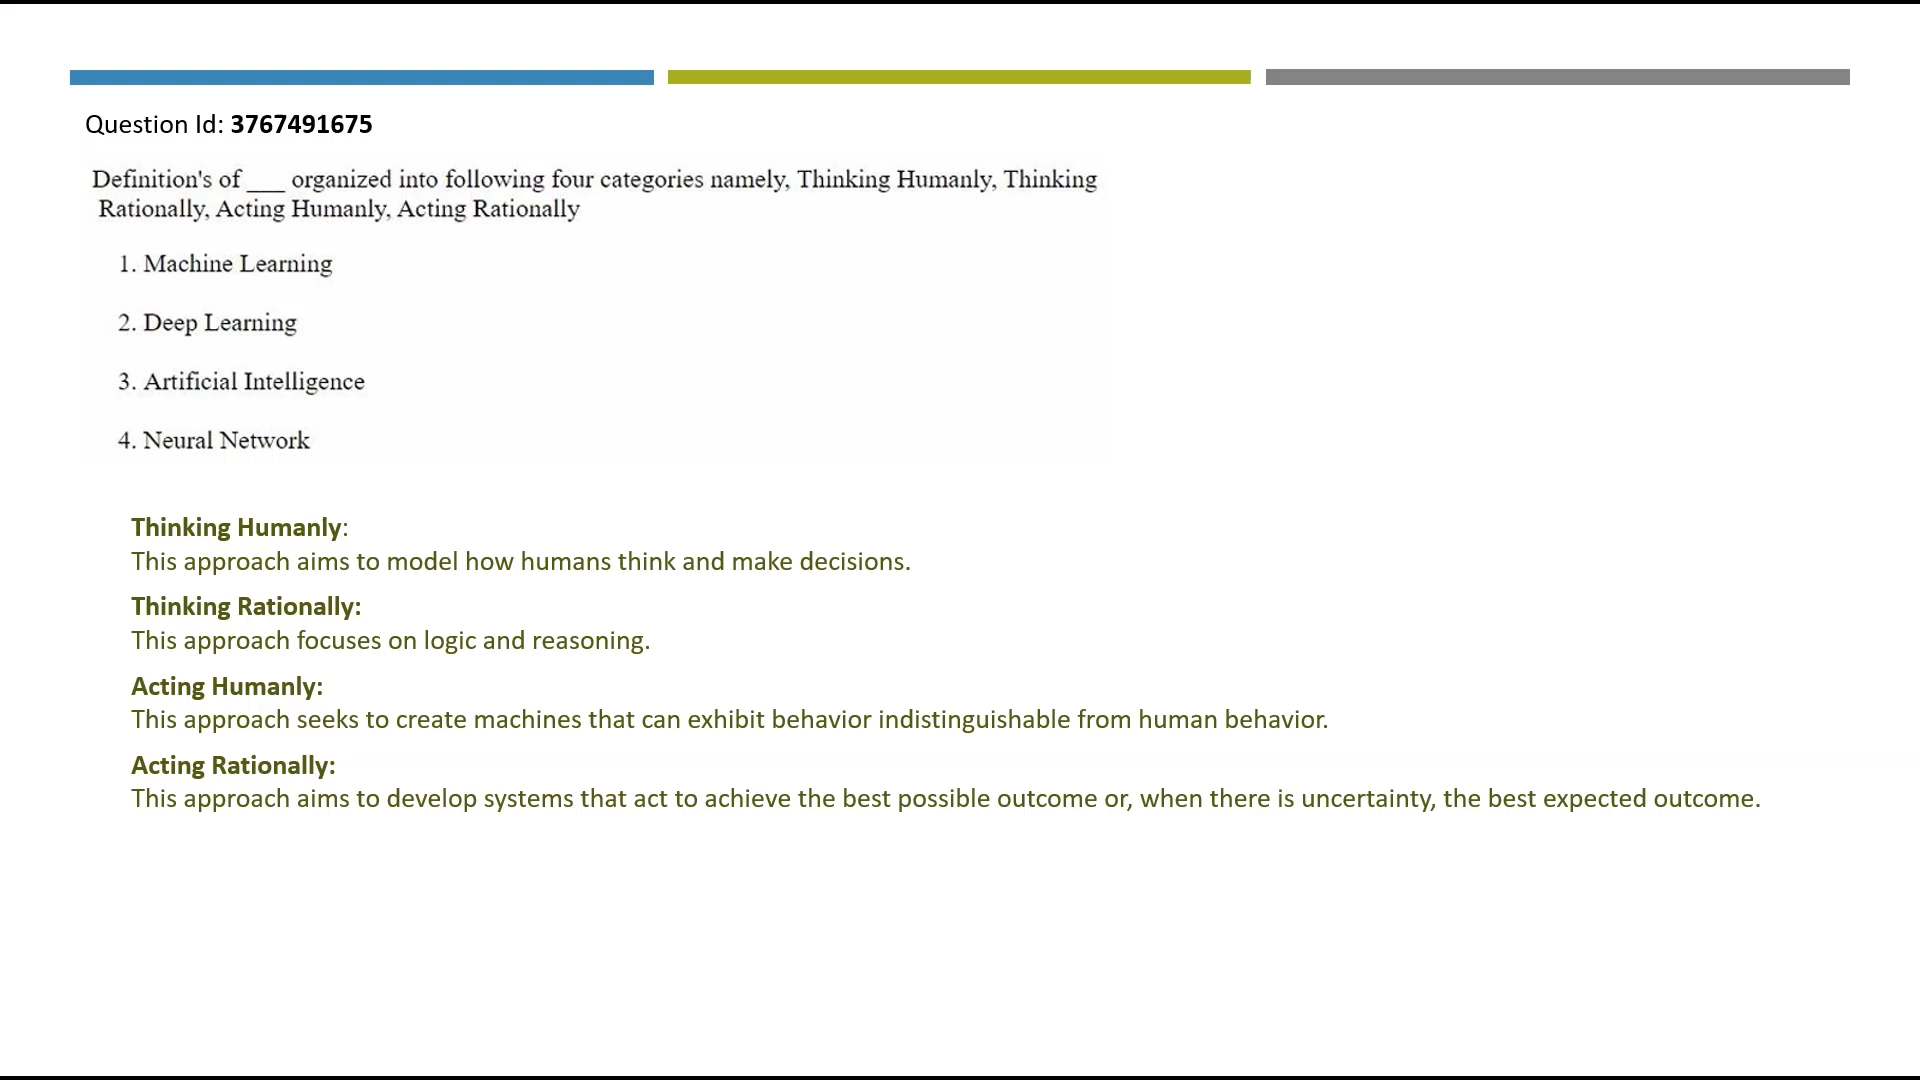 Question Id: 3767491675
Definition's of ___ organized into following four categories namely, Thinking Humanly, Thinking
Rationally, Acting Humanly, Acting Rationally
1. Machine Learning
2. Deep Learning
3. Artificial Intelligence
4. Neural Network
Thinking Humanly:
This approach aims to model how humans think and make decisions.
Thinking Rationally:
This approach focuses on logic and reasoning.
Acting Humanly:
This approach seeks to create machines that can exhibit behavior indistinguishable from human behavior.
Acting Rationally:
This approach aims to develop systems that act to achieve the best possible outcome or, when there is uncertainty, the best expected outcome.